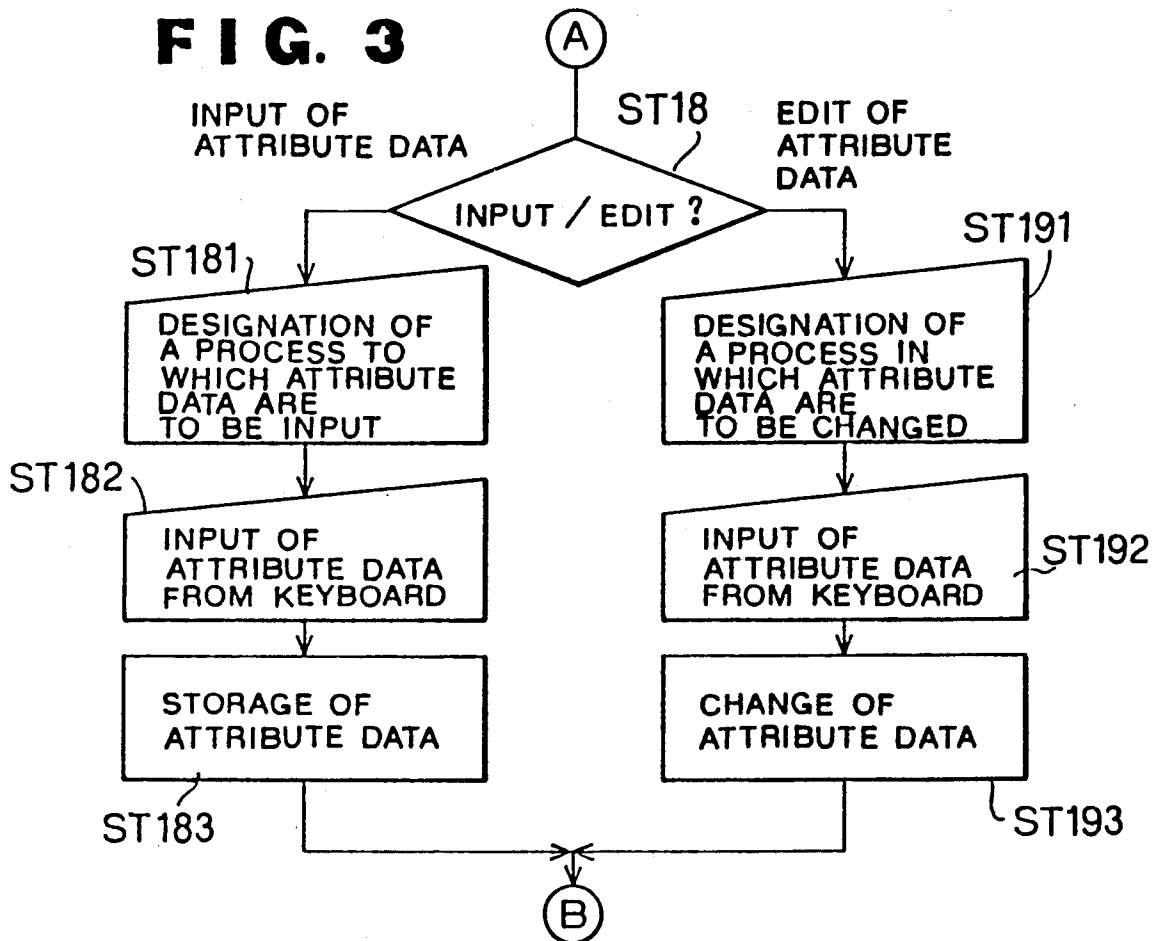 FIG. 3
A
INPUT OF
ATTRIBUTE DATA
ST18
EDIT OF
ATTRIBUTE
DATA
INPUT / EDIT ?
ST181
DESIGNATION OF
A PROCESS TO
WHICH ATTRIBUTE
DATA ARE
TO BE INPUT
ST191
DESIGNATION OF
A PROCESS IN
WHICH ATTRIBUTE
DATA ARE
TO BE CHANGED
ST182
INPUT OF
ATTRIBUTE DATA
FROM KEYBOARD
INPUT OF
ATTRIBUTE DATA
FROM KEYBOARD
ST192
STORAGE OF
ATTRIBUTE DATA
ST183
CHANGE OF
ATTRIBUTE DATA
ST193
B